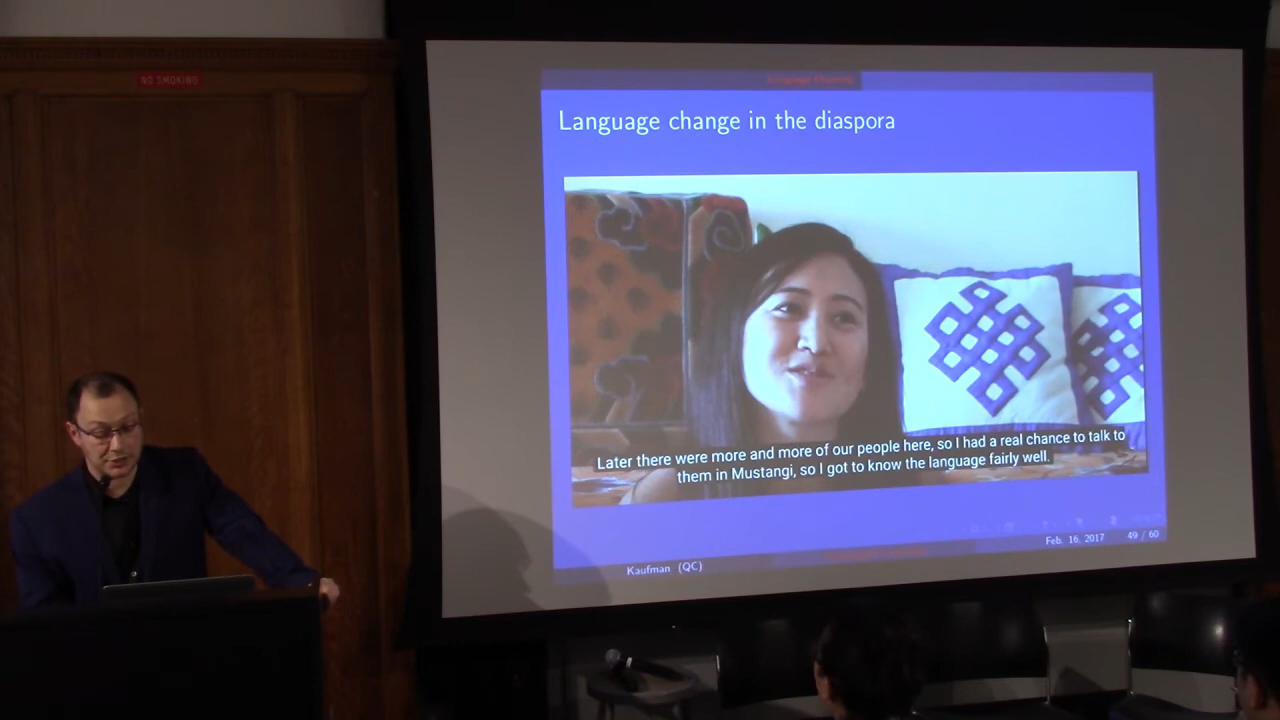 NO SMOKING
Language change in the diaspora
Later there were more and more of our people here, so I had a real chance to talk to
them in Mustangi, so I got to know the language fairly well.
Feb. 16, 2017 49 / 60
Kaufman (QC)